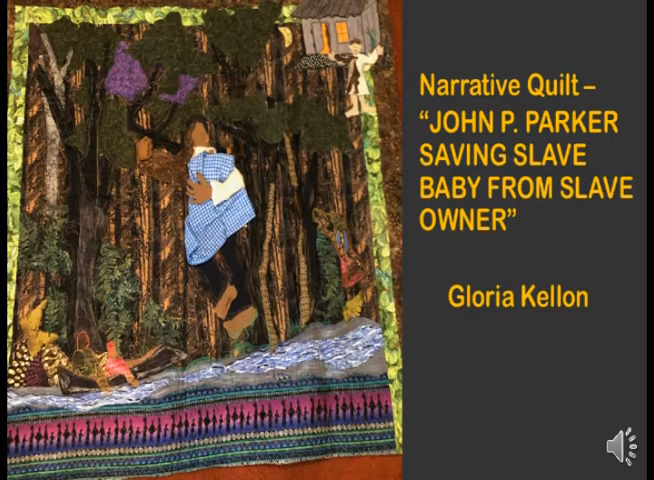 Narrative Quilt –
“JOHN P. PARKER
SAVING SLAVE
BABY FROM SLAVE
OWNER”
Gloria Kellon